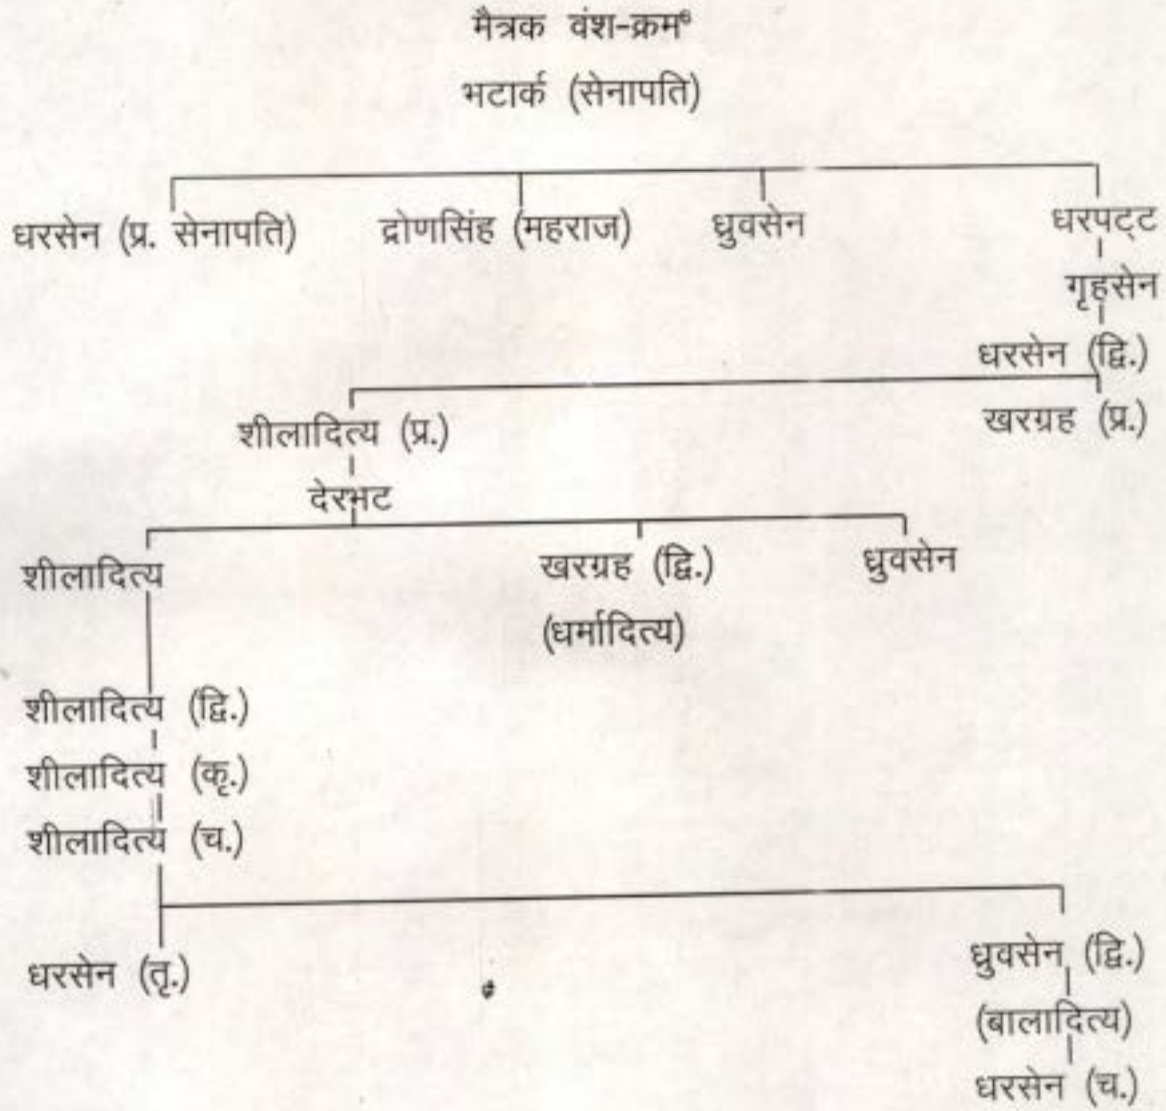 मैत्रक वंश-क्रम⁶
भटार्क (सेनापति)
धरसेन (प्र. सेनापति) द्रोणसिंह (महराज) ध्रुवसेन धरपट्ट
गृहसेन
धरसेन (द्वि.)
शीलादित्य (प्र.) खरग्रह (प्र.)
देरभट
शीलादित्य खरग्रह (द्वि.) ध्रुवसेन
(धर्मादित्य)
शीलादित्य (द्वि.)
शीलादित्य (कृ.)
शीलादित्य (च.)
धरसेन (तृ.) ध्रुवसेन (द्वि.)
(बालादित्य)
धरसेन (च.)